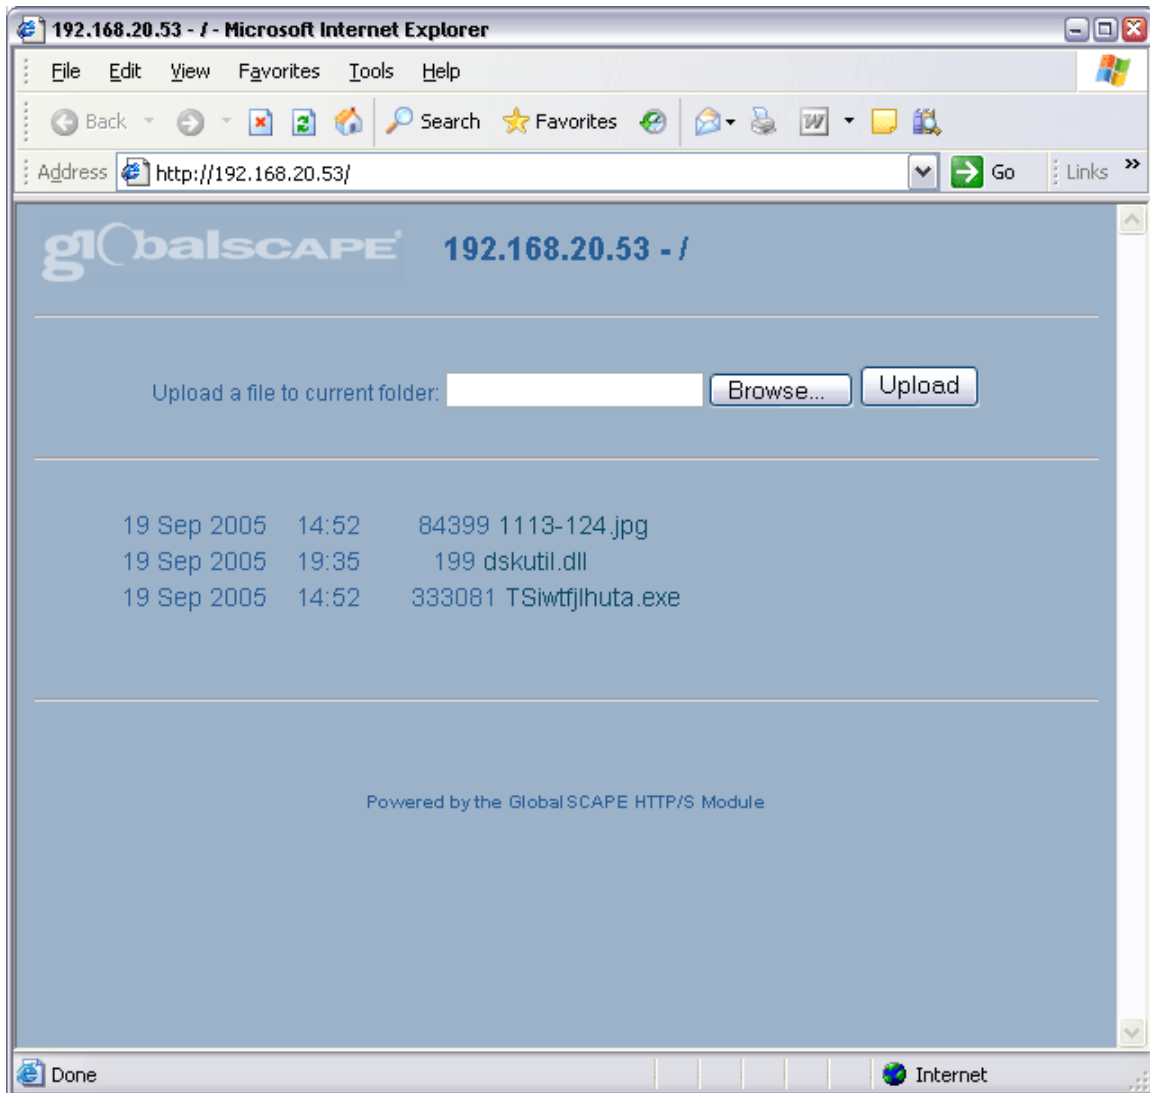 192.168.20.53 - / - Microsoft Internet Explorer
File Edit View Favorites Tools Help
Back Search Favorites W
Address http://192.168.20.53/ Go Links »
globalSCAPE 192.168.20.53 - /
Upload a file to current folder: Browse... Upload
19 Sep 2005 14:52 84399 1113-124.jpg
19 Sep 2005 19:35 199 dskutil.dll
19 Sep 2005 14:52 333081 TSiwtfjlhuta.exe
Powered by the GlobalSCAPE HTTP/S Module
Done Internet